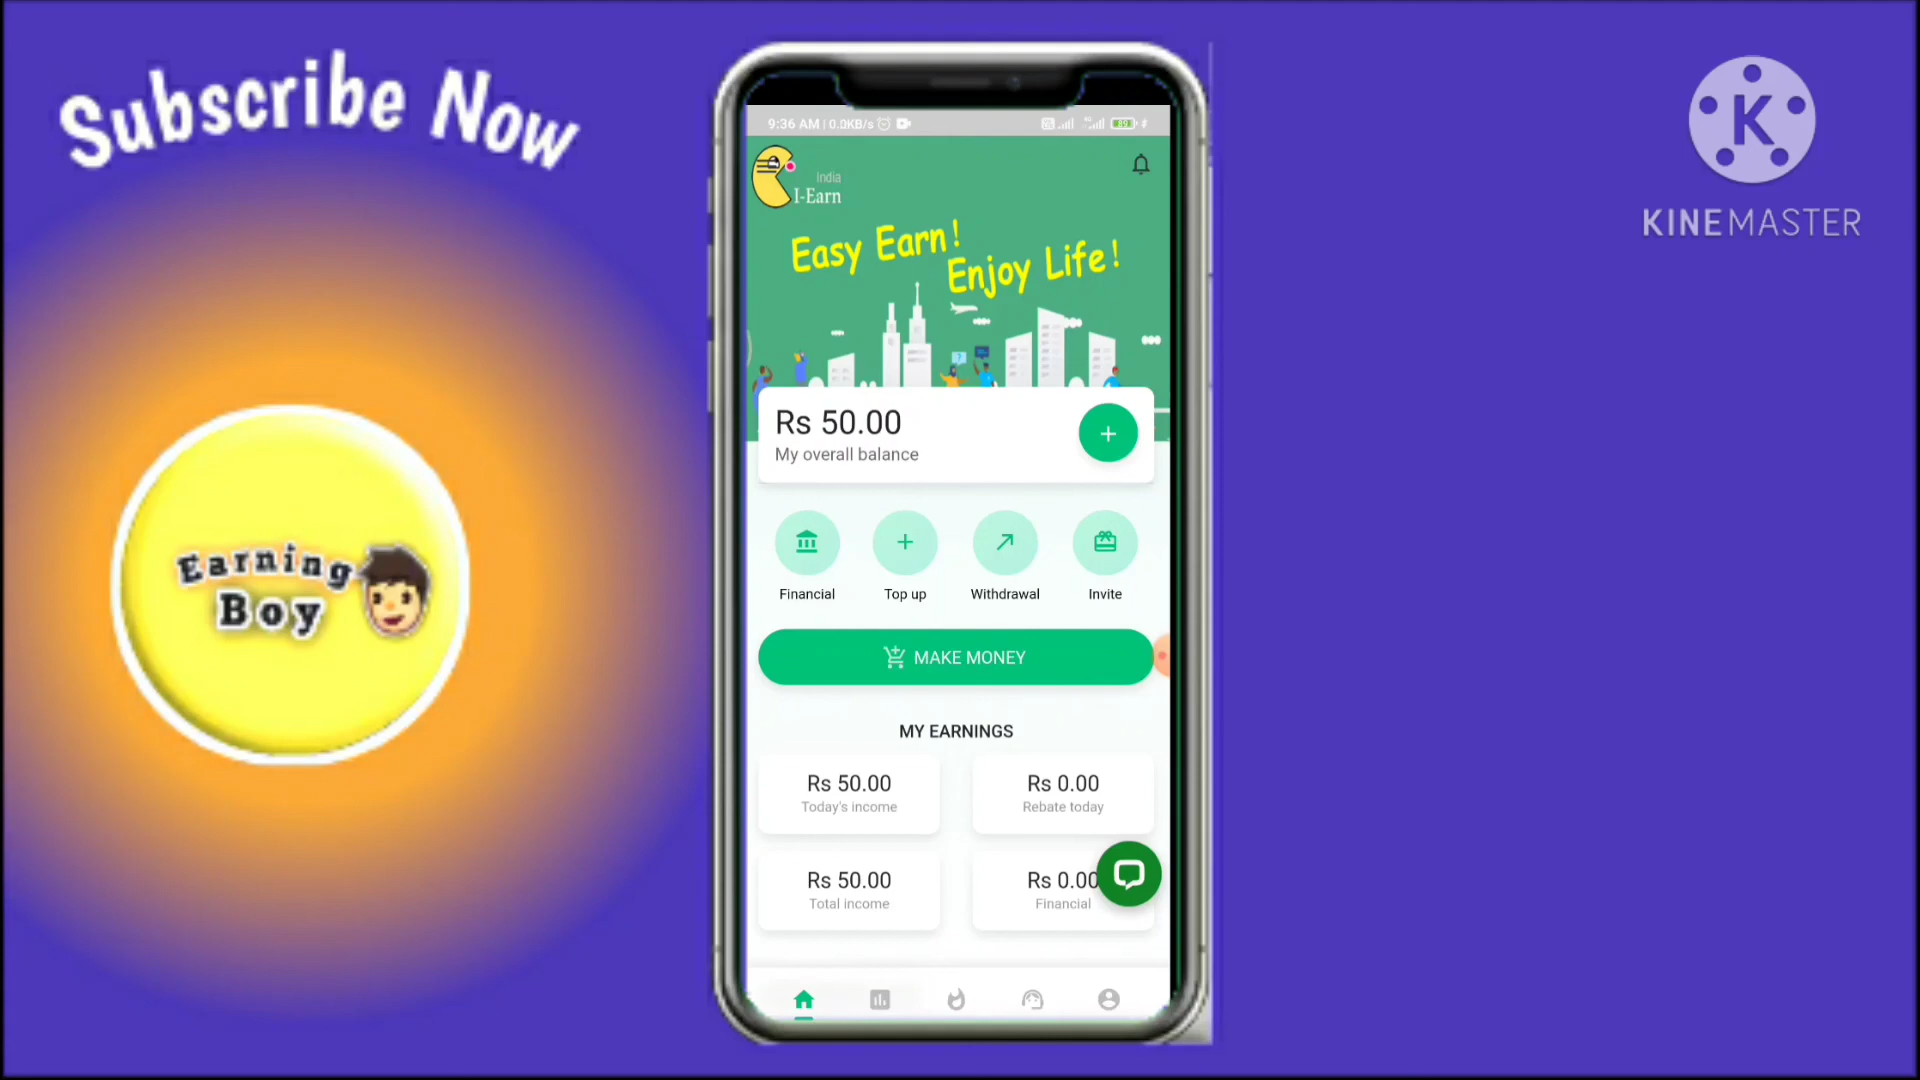 Subscribe Now
Earning
Boy
KINEMASTER
9:36 AM | 0.0KB/s
89
India
I-Earn
Easy Earn!
Enjoy Life!
Rs 50.00
My overall balance
Financial
Top up
Withdrawal
Invite
MAKE MONEY
MY EARNINGS
Rs 50.00
Today's income
Rs 0.00
Rebate today
Rs 50.00
Total income
Rs 0.00
Financial